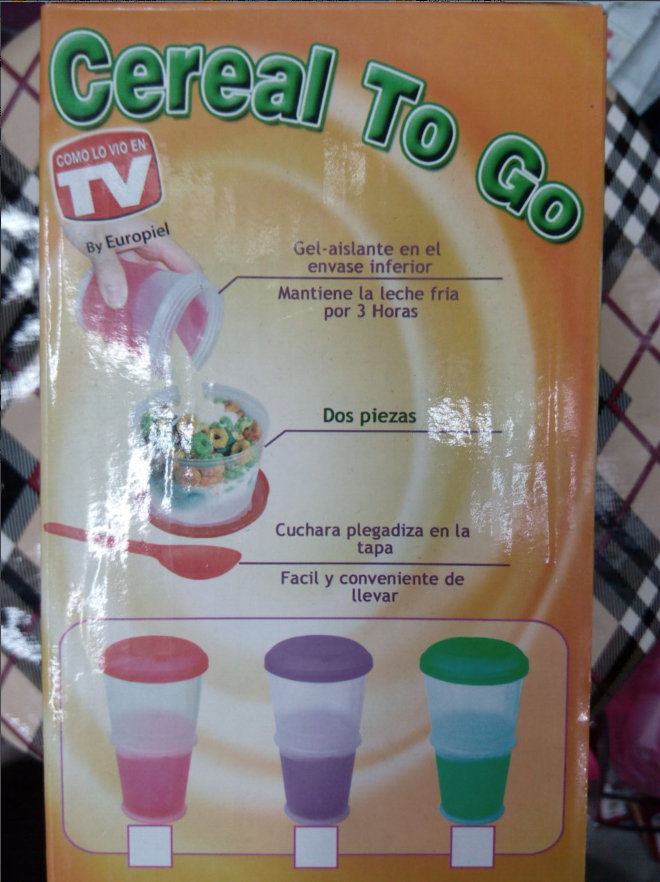 Cereal To Go
COMO LO VIO EN
TV
By Europiel
Gel-aislante en el
envase inferior
Mantiene la leche fria
por 3 Horas
Dos piezas
Cuchara plegadiza en la
tapa
Facil y conveniente de
llevar